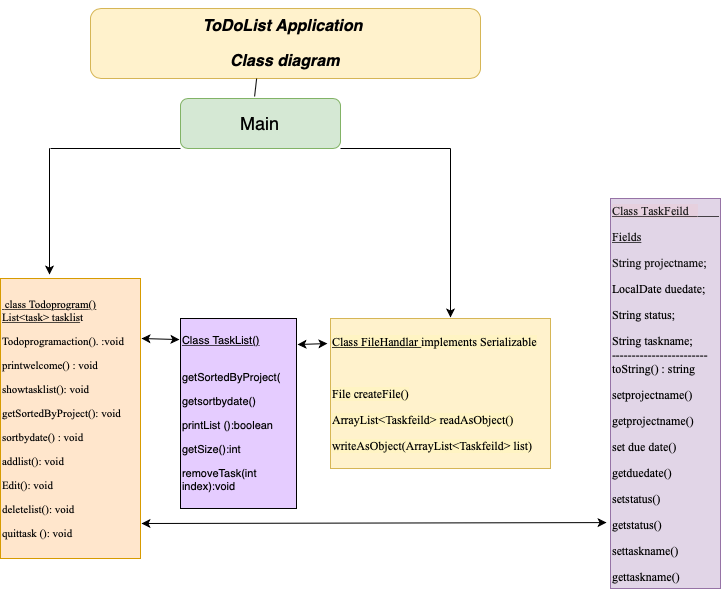 ToDoList Application
Class diagram
Main
class Todoprogram()
List<task> tasklist
Todoprogramaction(). :void
printwelcome() : void
showtasklist(): void
getSortedByProject(): void
sortbydate() : void
addlist(): void
Edit(): void
deletelist(): void
quittask (): void
Class TaskList()
getSortedByProject(
getsortbydate()
printList ():boolean
getSize():int
removeTask(int
index):void
Class FileHandlar implements Serializable
File createFile()
ArrayList<Taskfeild> readAsObject()
writeAsObject(ArrayList<Taskfeild> list)
Class TaskFeild
Fields
String projectname;
LocalDate duedate;
String status;
String taskname;
------------------------
toString() : string
setprojectname()
getprojectname()
set due date()
getduedate()
setstatus()
getstatus()
settaskname()
gettaskname()